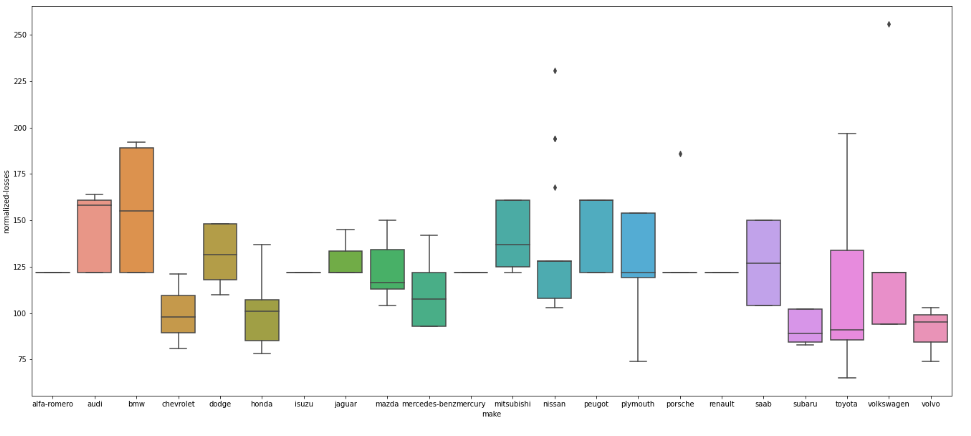 250
225
200
175
150
125
100
75
normalized-losses
alfa-romero audi bmw chevrolet dodge honda isuzu jaguar mazda mercedes-benz mercury mitsubishi nissan peugot plymouth porsche renault saab subaru toyota volkswagen volvo
make